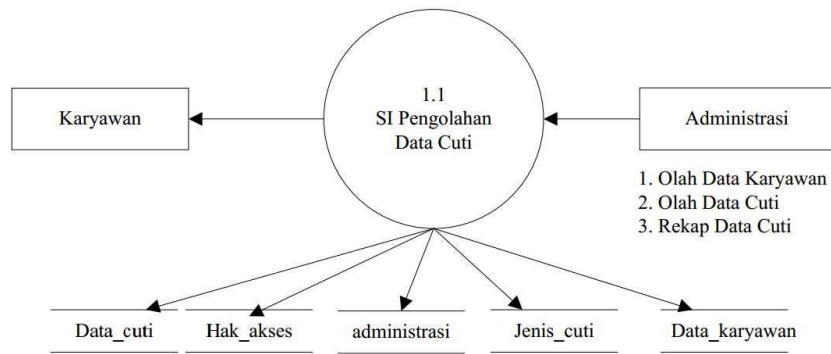 1.1
SI Pengolahan
Data Cuti
Karyawan
Administrasi
1. Olah Data Karyawan
2. Olah Data Cuti
3. Rekap Data Cuti
Data_cuti
Hak_akses
administrasi
Jenis_cuti
Data_karyawan